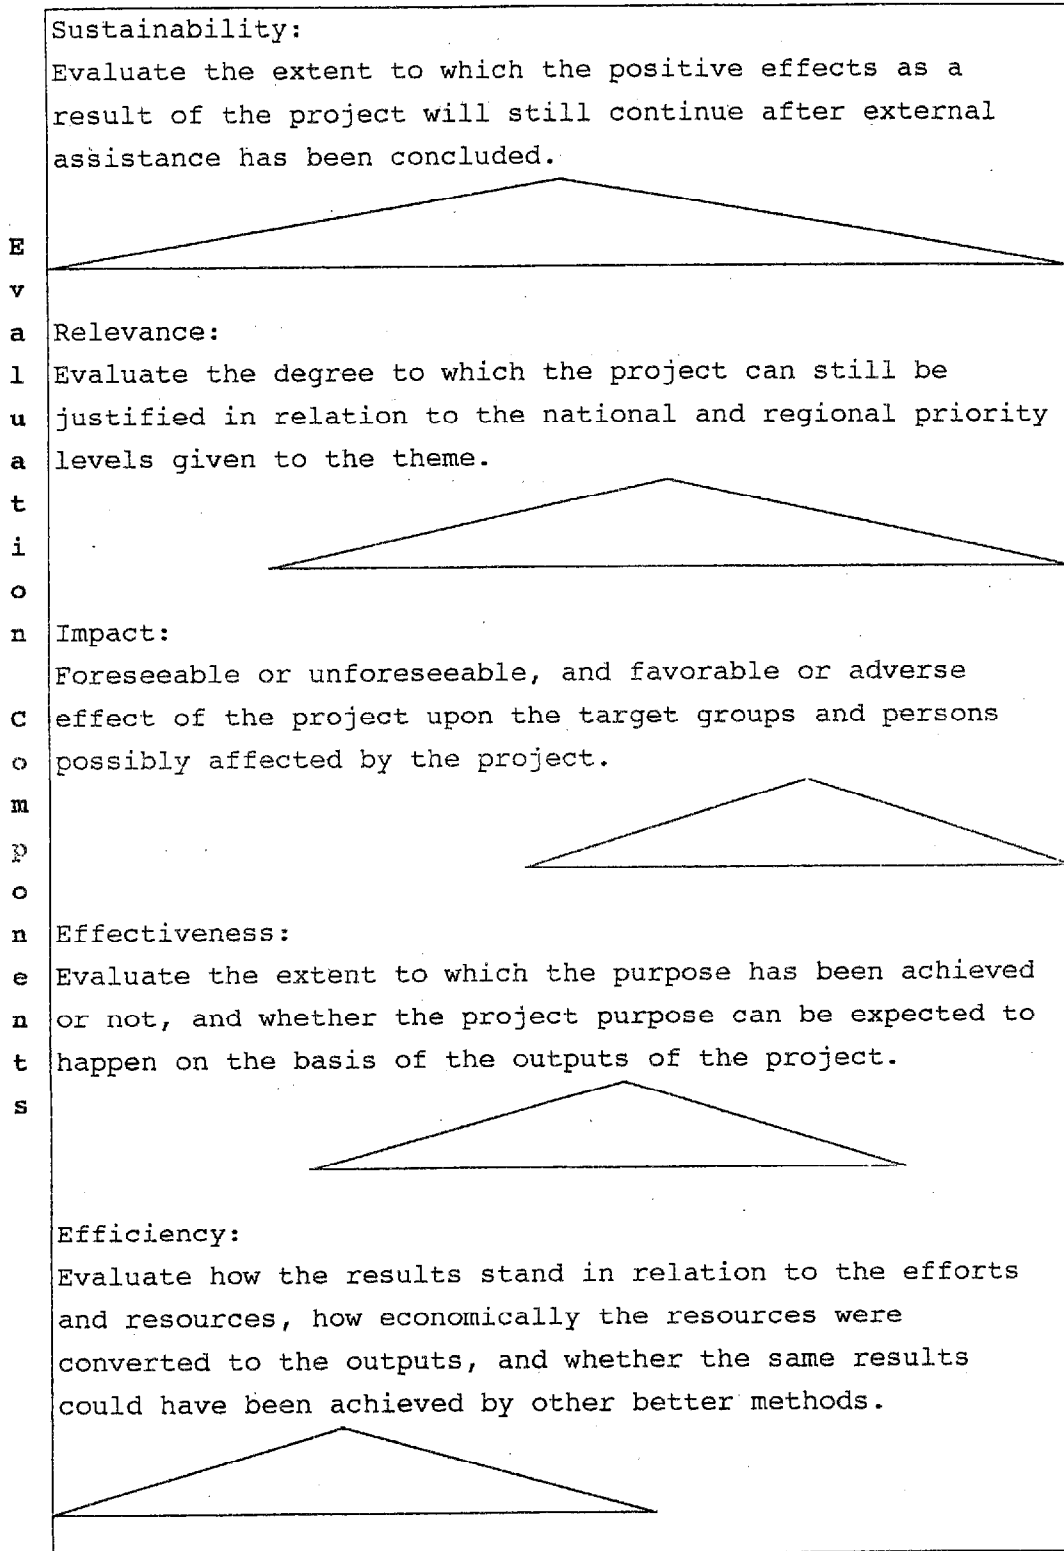 Evaluation Components
Sustainability:
Evaluate the extent to which the positive effects as a
result of the project will still continue after external
assistance has been concluded.
Relevance:
Evaluate the degree to which the project can still be
justified in relation to the national and regional priority
levels given to the theme.
Impact:
Foreseeable or unforeseeable, and favorable or adverse
effect of the project upon the target groups and persons
possibly affected by the project.
Effectiveness:
Evaluate the extent to which the purpose has been achieved
or not, and whether the project purpose can be expected to
happen on the basis of the outputs of the project.
Efficiency:
Evaluate how the results stand in relation to the efforts
and resources, how economically the resources were
converted to the outputs, and whether the same results
could have been achieved by other better methods.